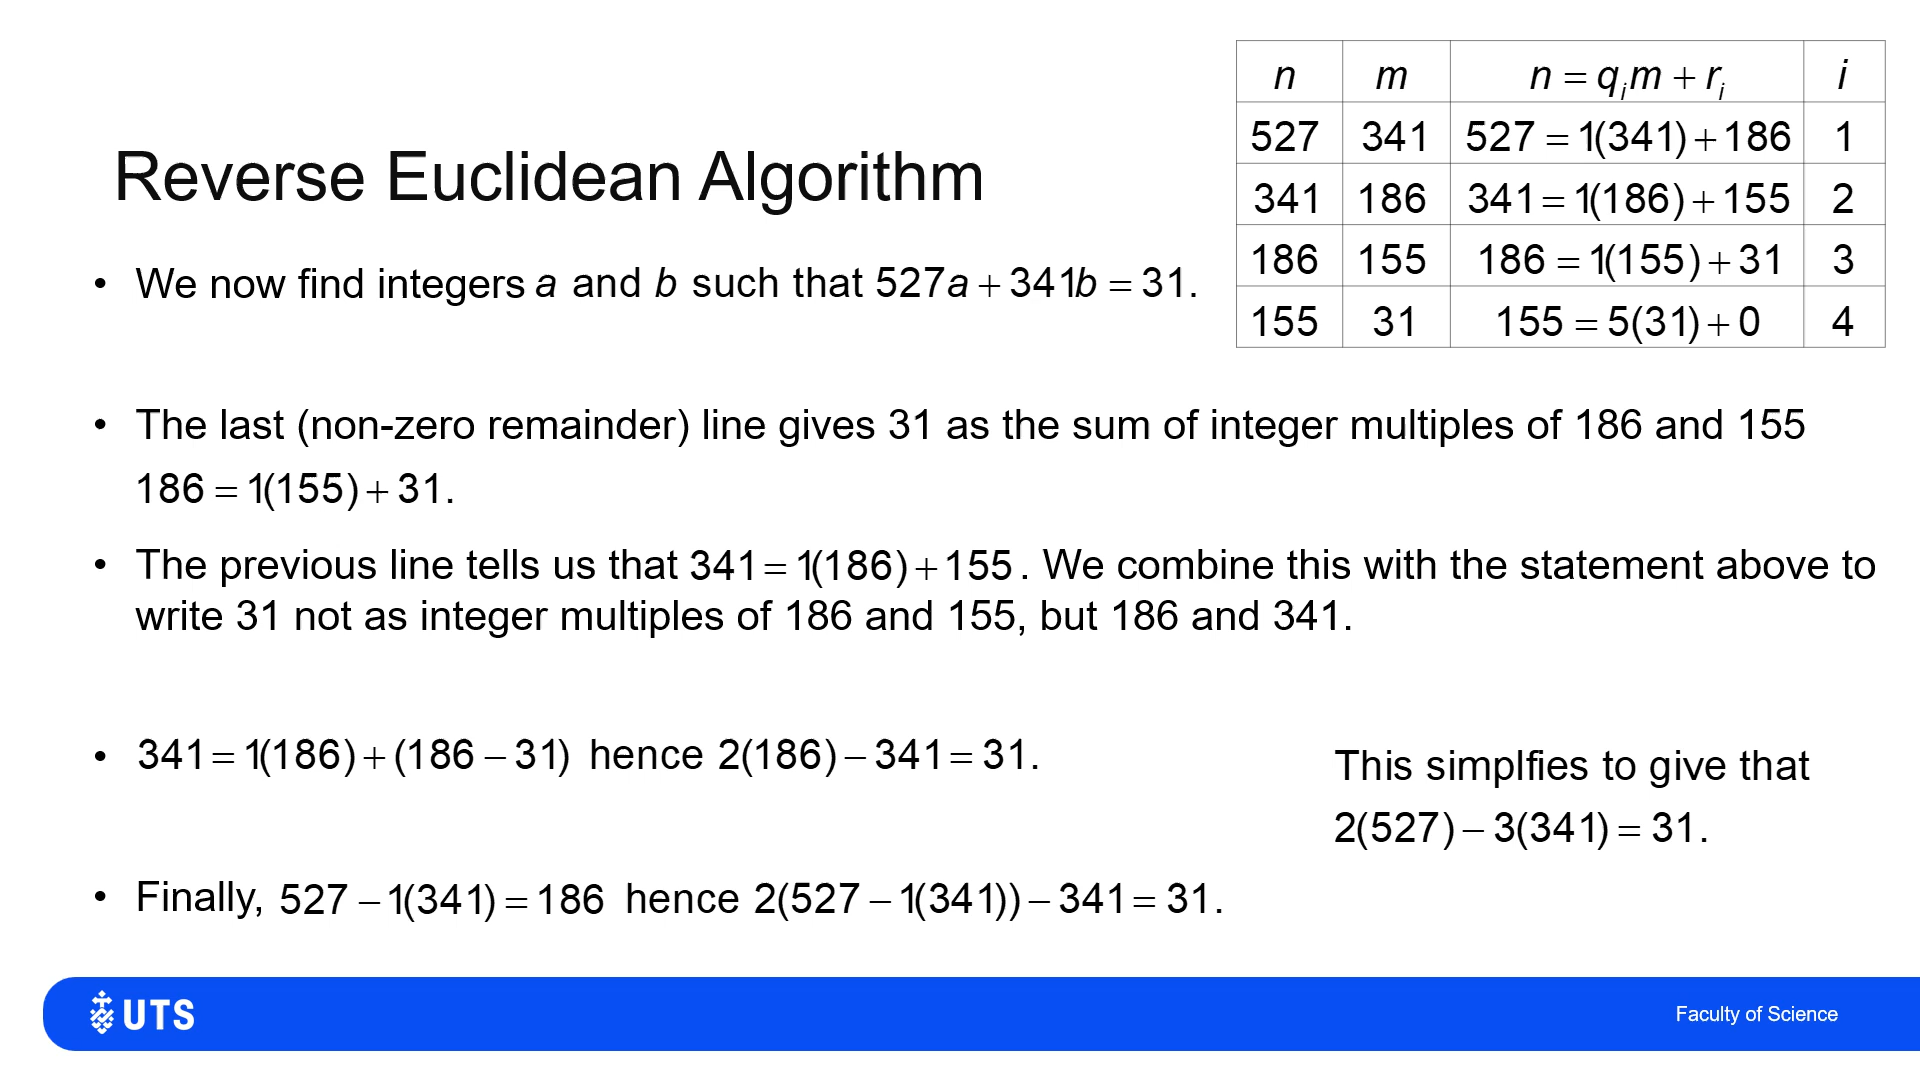 Reverse Euclidean Algorithm
n m n = qᵢm + rᵢ i
527 341 527 = 1(341) + 186 1
341 186 341 = 1(186) + 155 2
186 155 186 = 1(155) + 31 3
155 31 155 = 5(31) + 0 4
• We now find integers a and b such that 527a + 341b = 31.
• The last (non-zero remainder) line gives 31 as the sum of integer multiples of 186 and 155
186 = 1(155) + 31.
• The previous line tells us that 341 = 1(186) + 155. We combine this with the statement above to
write 31 not as integer multiples of 186 and 155, but 186 and 341.
• 341 = 1(186) + (186 − 31) hence 2(186) − 341 = 31.
• Finally, 527 − 1(341) = 186 hence 2(527 − 1(341)) − 341 = 31.
This simplfies to give that
2(527) − 3(341) = 31.
UTS
Faculty of Science